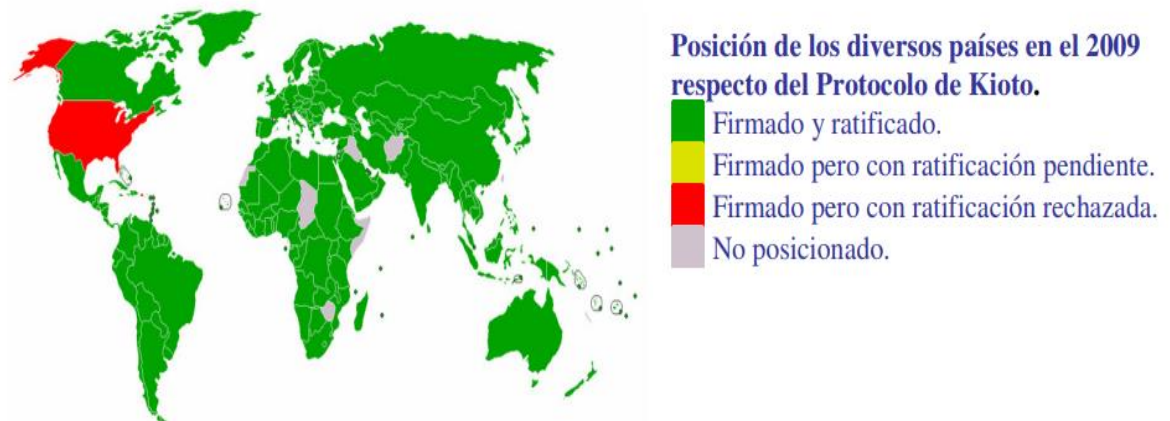 Posición de los diversos países en el 2009
respecto del Protocolo de Kioto.
Firmado y ratificado.
Firmado pero con ratificación pendiente.
Firmado pero con ratificación rechazada.
No posicionado.